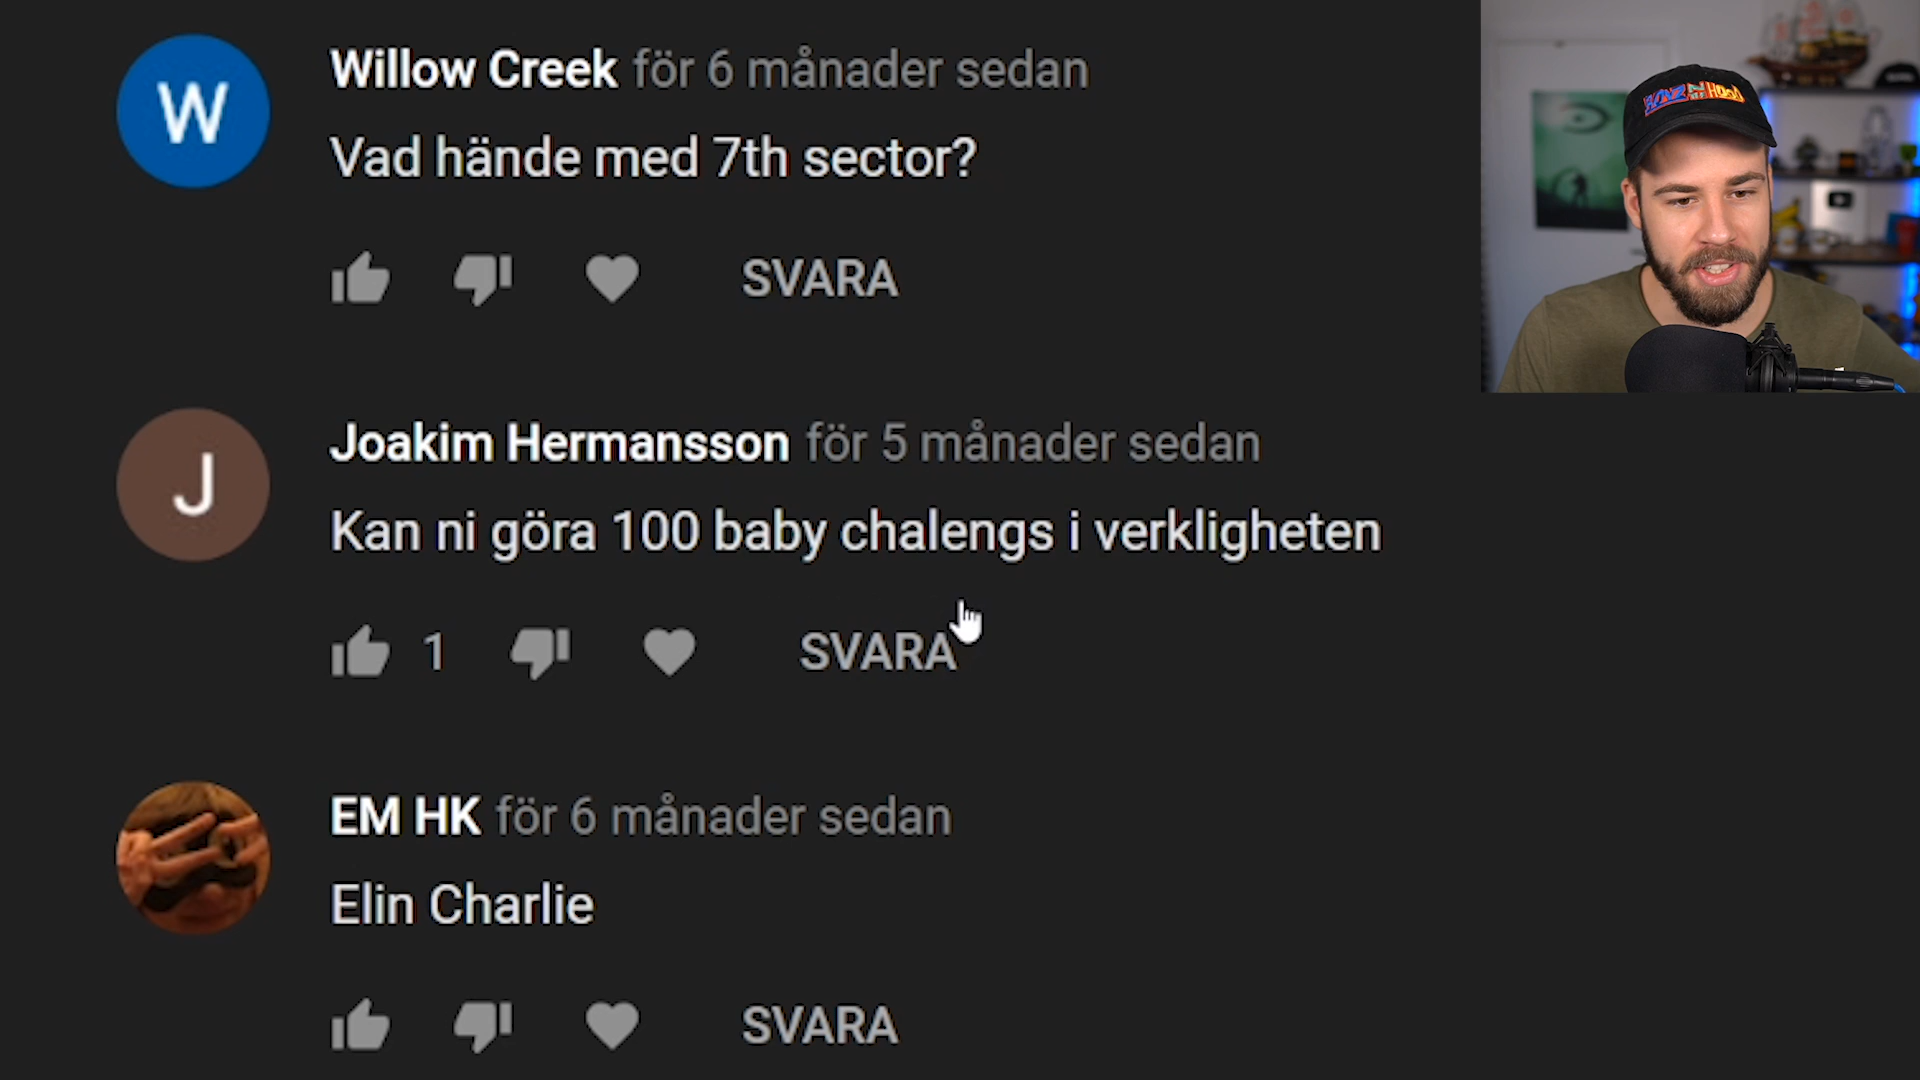 W
Willow Creek för 6 månader sedan
Vad hände med 7th sector?
SVARA
J
Joakim Hermansson för 5 månader sedan
Kan ni göra 100 baby chalengs i verkligheten
1
SVARA
EM HK för 6 månader sedan
Elin Charlie
SVARA